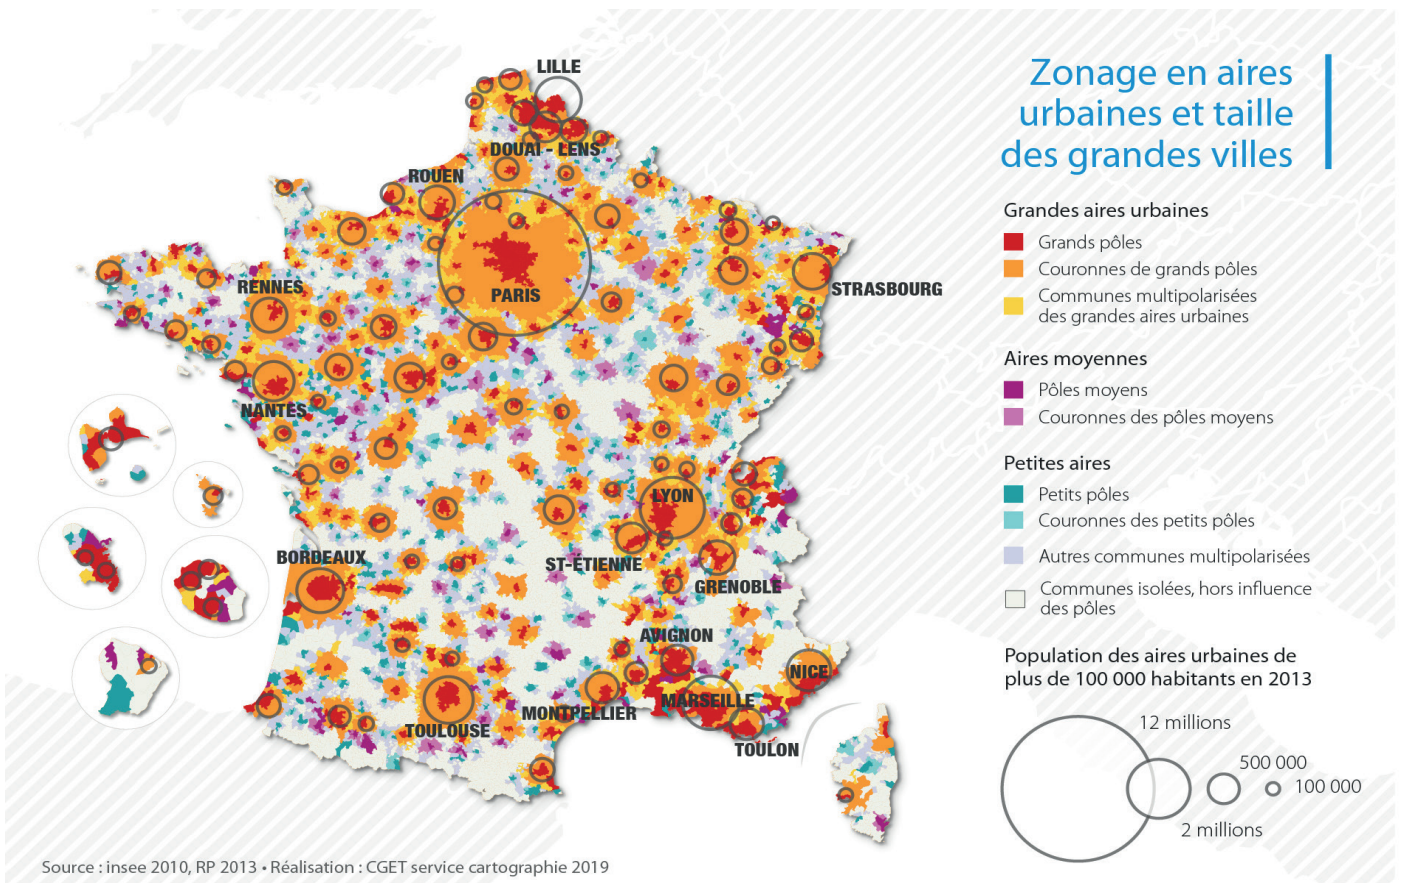 Zonage en aires
urbaines et taille
des grandes villes
Grandes aires urbaines
Grands pôles
Couronnes de grands pôles
Communes multipolarisées
des grandes aires urbaines
Aires moyennes
Pôles moyens
Couronnes des pôles moyens
Petites aires
Petits pôles
Couronnes des petits pôles
Autres communes multipolarisées
Communes isolées, hors influence
des pôles
Population des aires urbaines de
plus de 100 000 habitants en 2013
12 millions
500 000
100 000
2 millions
LILLE
DOUAI - LENS
ROUEN
PARIS
STRASBOURG
RENNES
NANTES
LYON
ST-ÉTIENNE
GRENOBLE
BORDEAUX
AVIGNON
NICE
MARSEILLE
MONTPELLIER
TOULOUSE
TOULON
Source : insee 2010, RP 2013 • Réalisation : CGET service cartographie 2019